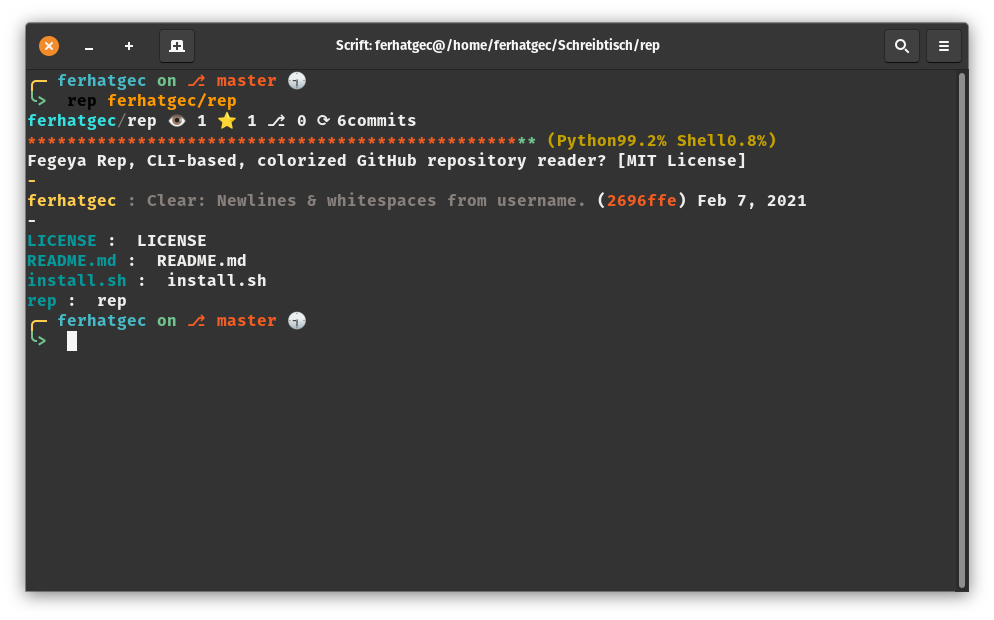 Scrift: ferhatgec@/home/ferhatgec/Schreibtisch/rep
╭─ ferhatgec on ⎇ master 🕤
╰> rep ferhatgec/rep
ferhatgec/rep 👁 1 ⭐ 1 ⎇ 0 ⟳ 6commits
*************************************************** (Python99.2% Shell0.8%)
Fegeya Rep, CLI-based, colorized GitHub repository reader? [MIT License]
-
ferhatgec : Clear: Newlines & whitespaces from username. (2696ffe) Feb 7, 2021
-
LICENSE :  LICENSE
README.md :  README.md
install.sh :  install.sh
rep :  rep
╭─ ferhatgec on ⎇ master 🕤
╰>